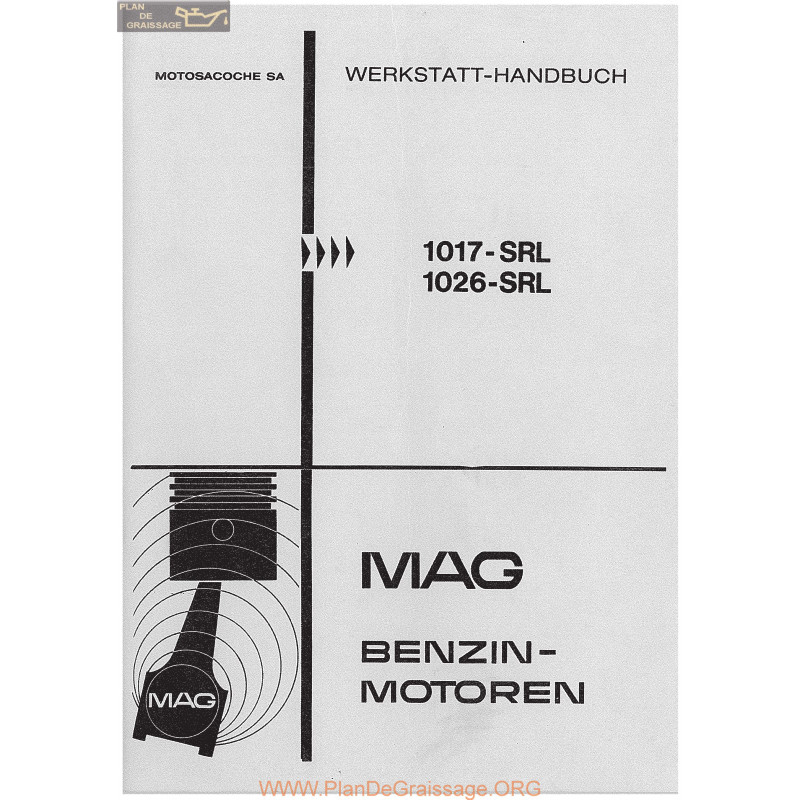 PLAN
DE
GRAISSAGE
MOTOSACOCHE SA
WERKSTATT-HANDBUCH
1017-SRL
1026-SRL
MAG
BENZIN-
MOTOREN
MAG
WWW.PlanDeGraissage.ORG